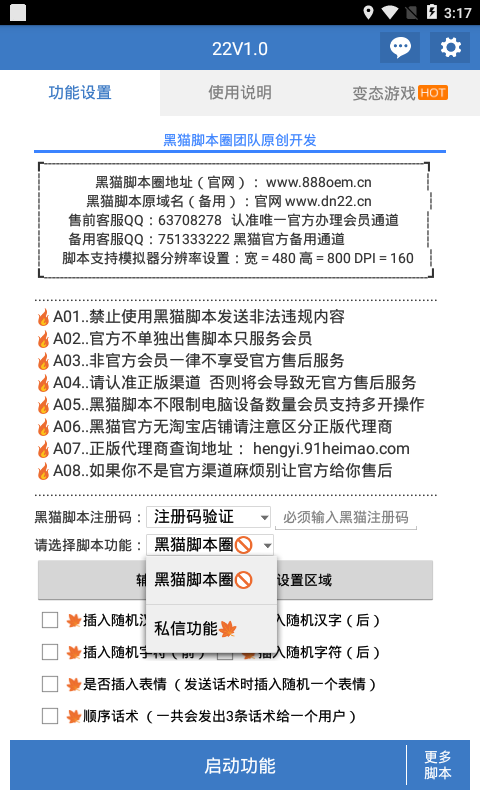 3:17
22V1.0
功能设置
使用说明
变态游戏 HOT
黑猫脚本圈团队原创开发
黑猫脚本圈地址（官网）： www.888oem.cn
黑猫脚本原域名（备用）：官网 www.dn22.cn
售前客服QQ：63708278 认准唯一官方办理会员通道
备用客服QQ：751333222 黑猫官方备用通道
脚本支持模拟器分辨率设置：宽 = 480 高 = 800 DPI = 160
A01..禁止使用黑猫脚本发送非法违规内容
A02..官方不单独出售脚本只服务会员
A03..非官方会员一律不享受官方售后服务
A04..请认准正版渠道 否则将会导致无官方售后服务
A05..黑猫脚本不限制电脑设备数量会员支持多开操作
A06..黑猫官方无淘宝店铺请注意区分正版代理商
A07..正版代理商查询地址： hengyi.91heimao.com
A08..如果你不是官方渠道麻烦别让官方给你售后
黑猫脚本注册码： 注册码验证 必须输入黑猫注册码
请选择脚本功能： 黑猫脚本圈🚫
黑猫脚本圈🚫
设置区域
私信功能🍁
插入随机 入随机汉字（后）
插入随机字符（前） 插入随机字符（后）
是否插入表情（发送话术时插入随机一个表情）
顺序话术（一共会发出3条话术给一个用户）
启动功能
更多
脚本